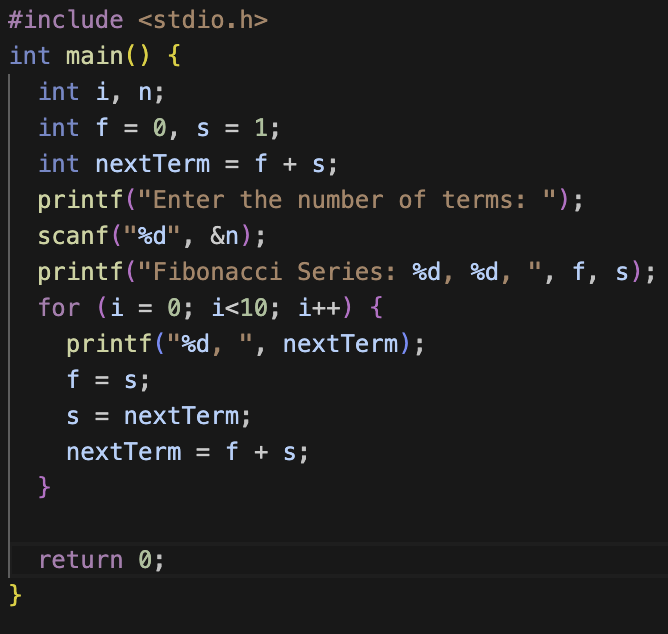 #include <stdio.h>
int main() {
  int i, n;
  int f = 0, s = 1;
  int nextTerm = f + s;
  printf("Enter the number of terms: ");
  scanf("%d", &n);
  printf("Fibonacci Series: %d, %d, ", f, s);
  for (i = 0; i<10; i++) {
    printf("%d, ", nextTerm);
    f = s;
    s = nextTerm;
    nextTerm = f + s;
  }
  return 0;
}